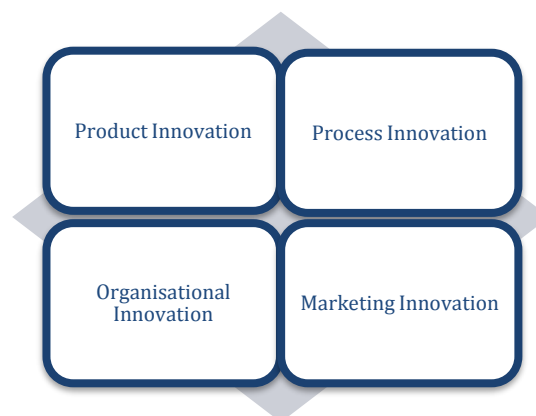 Product Innovation
Process Innovation
Organisational
Innovation
Marketing Innovation